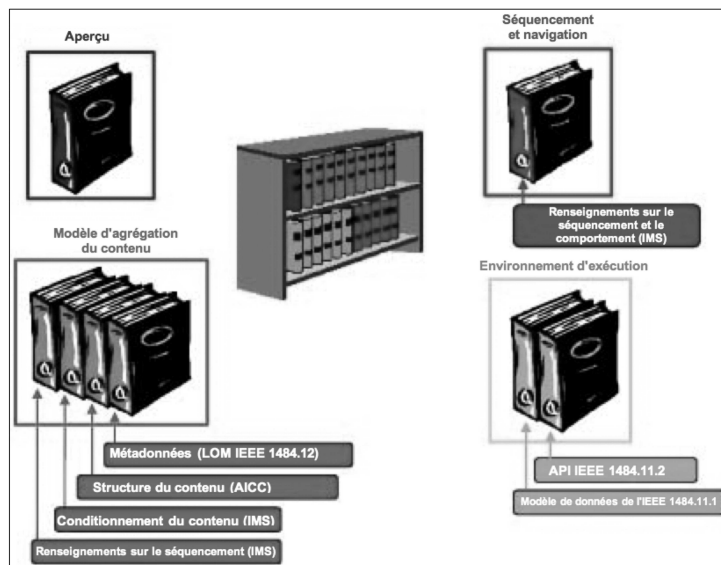 Aperçu
Séquencement
et navigation
Renseignements sur le
séquencement et le
comportement (IMS)
Modèle d'agrégation
du contenu
Environnement d'exécution
Métadonnées (LOM IEEE 1484.12)
Structure du contenu (AICC)
Conditionnement du contenu (IMS)
Renseignements sur le séquencement (IMS)
API IEEE 1484.11.2
Modèle de données de l'IEEE 1484.11.1